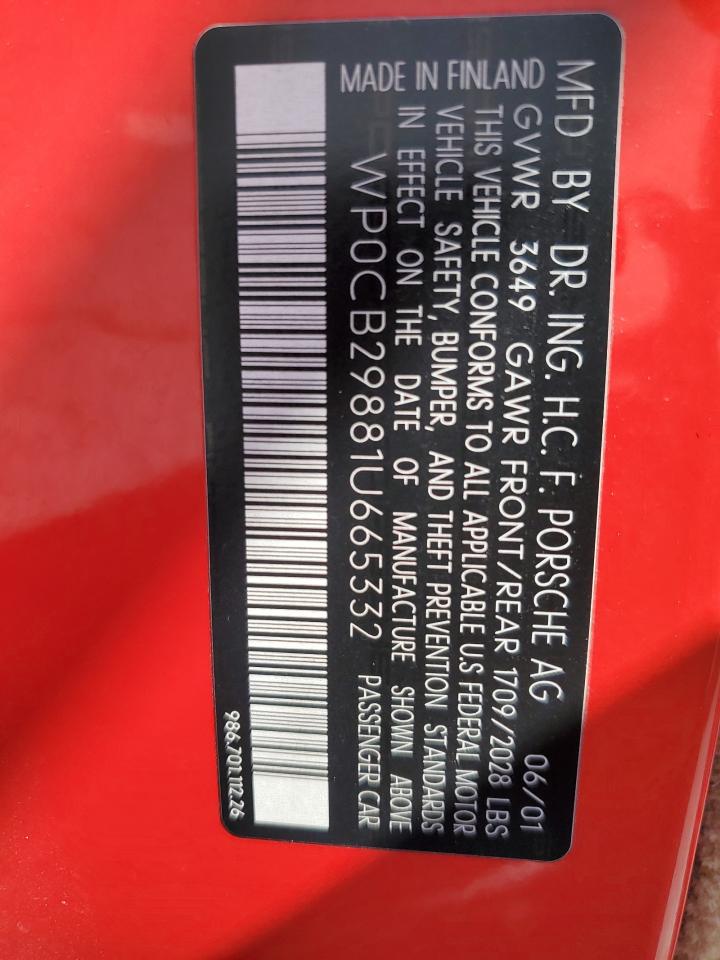 MFD BY DR. ING. H.C. F. PORSCHE AG 06/01
GVWR 3649 GAWR FRONT/REAR 1709/2028 LBS
THIS VEHICLE CONFORMS TO ALL APPLICABLE U.S FEDERAL MOTOR
VEHICLE SAFETY, BUMPER, AND THEFT PREVENTION STANDARDS
IN EFFECT ON THE DATE OF MANUFACTURE SHOWN ABOVE
MADE IN FINLAND
WP0CB29881U665332 PASSENGER CAR
986.701.112.26